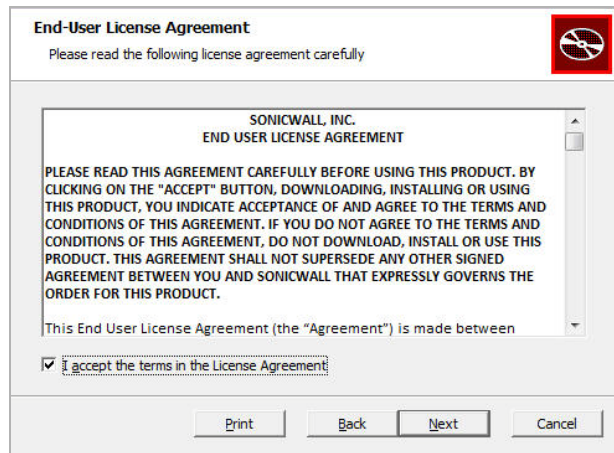 End-User License Agreement
Please read the following license agreement carefully
SONICWALL, INC.
END USER LICENSE AGREEMENT
PLEASE READ THIS AGREEMENT CAREFULLY BEFORE USING THIS PRODUCT. BY
CLICKING ON THE "ACCEPT" BUTTON, DOWNLOADING, INSTALLING OR USING
THIS PRODUCT, YOU INDICATE ACCEPTANCE OF AND AGREE TO THE TERMS AND
CONDITIONS OF THIS AGREEMENT. IF YOU DO NOT AGREE TO THE TERMS AND
CONDITIONS OF THIS AGREEMENT, DO NOT DOWNLOAD, INSTALL OR USE THIS
PRODUCT. THIS AGREEMENT SHALL NOT SUPERSEDE ANY OTHER SIGNED
AGREEMENT BETWEEN YOU AND SONICWALL THAT EXPRESSLY GOVERNS THE
ORDER FOR THIS PRODUCT.
This End User License Agreement (the “Agreement”) is made between
I accept the terms in the License Agreement
Print Back Next Cancel